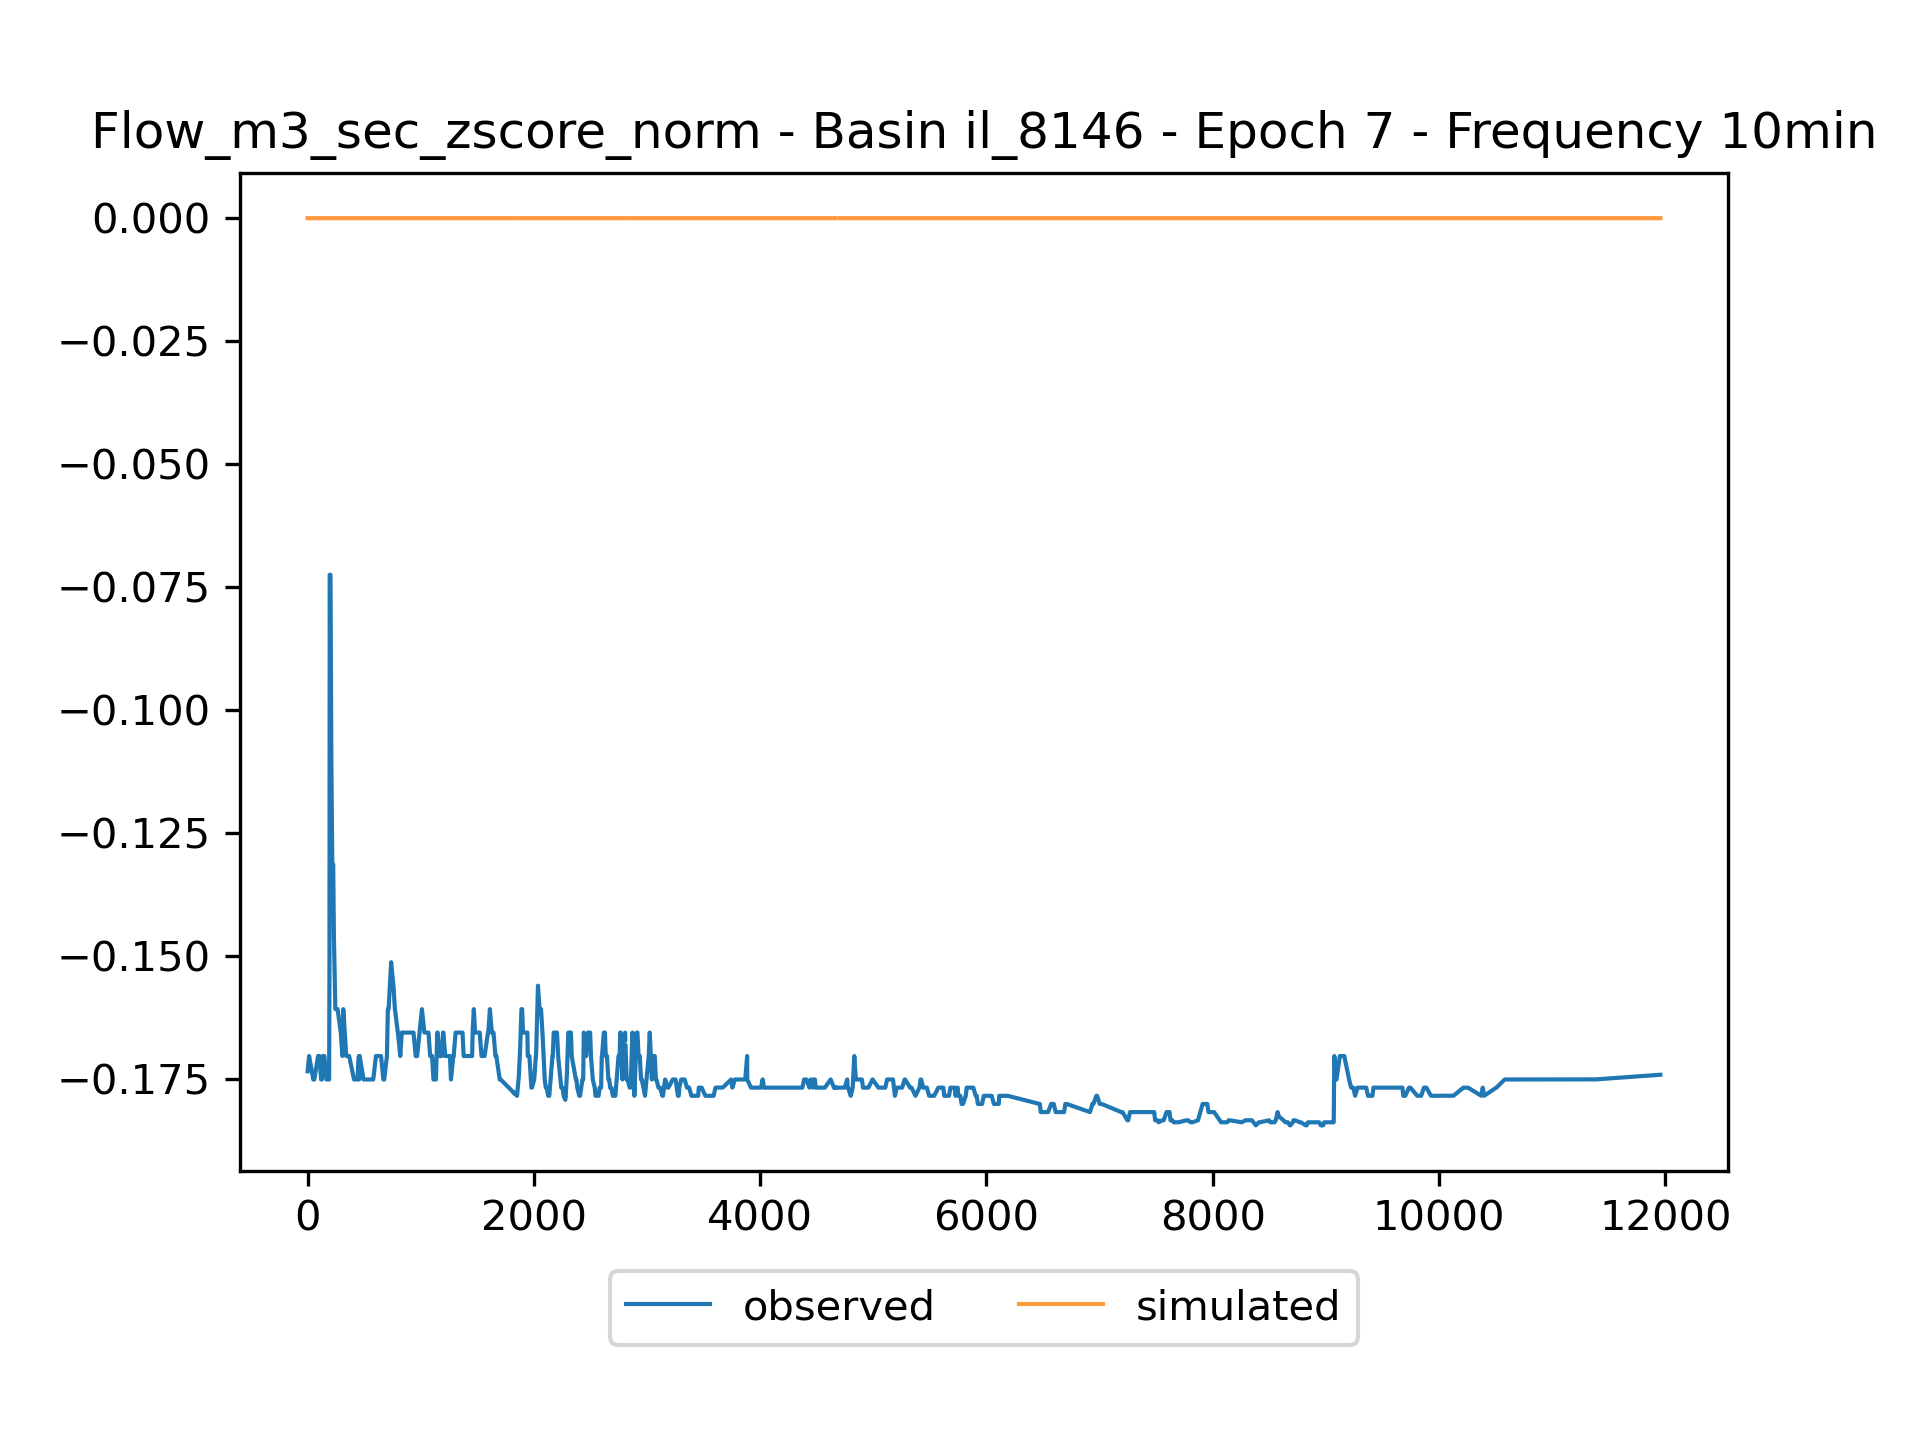 Flow_m3_sec_zscore_norm - Basin il_8146 - Epoch 7 - Frequency 10min
0.000
−0.025
−0.050
−0.075
−0.100
−0.125
−0.150
−0.175
0 2000 4000 6000 8000 10000 12000
observed simulated